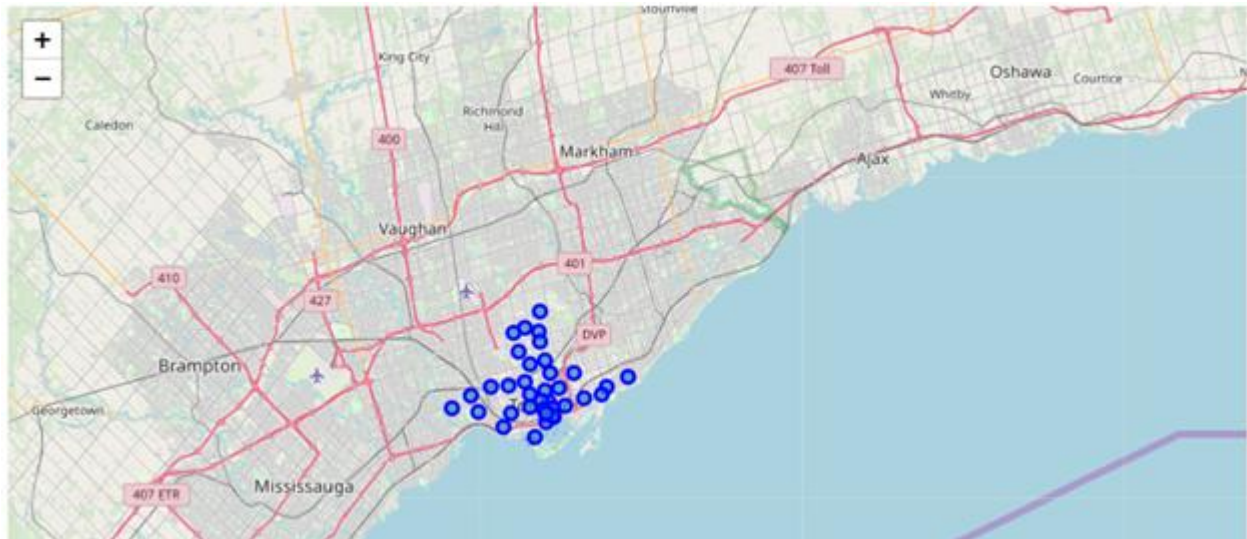 Stouffville
+
King City
407 Toll
Oshawa
Courtice
−
Whitby
Richmond
Hill
Caledon
400
Markham
Ajax
Vaughan
401
410
427
DVP
Brampton
Georgetown
Mississauga
407 ETR